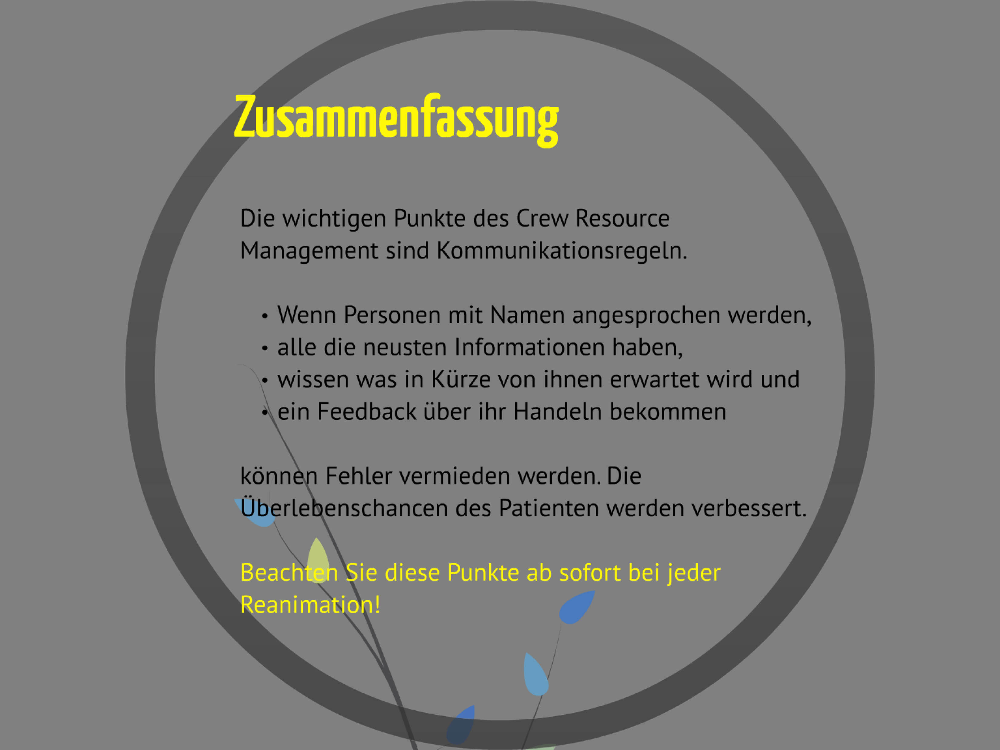 Zusammenfassung
Die wichtigen Punkte des Crew Resource
Management sind Kommunikationsregeln.
• Wenn Personen mit Namen angesprochen werden,
• alle die neusten Informationen haben,
• wissen was in Kürze von ihnen erwartet wird und
• ein Feedback über ihr Handeln bekommen
können Fehler vermieden werden. Die
Überlebenschancen des Patienten werden verbessert.
Beachten Sie diese Punkte ab sofort bei jeder
Reanimation!